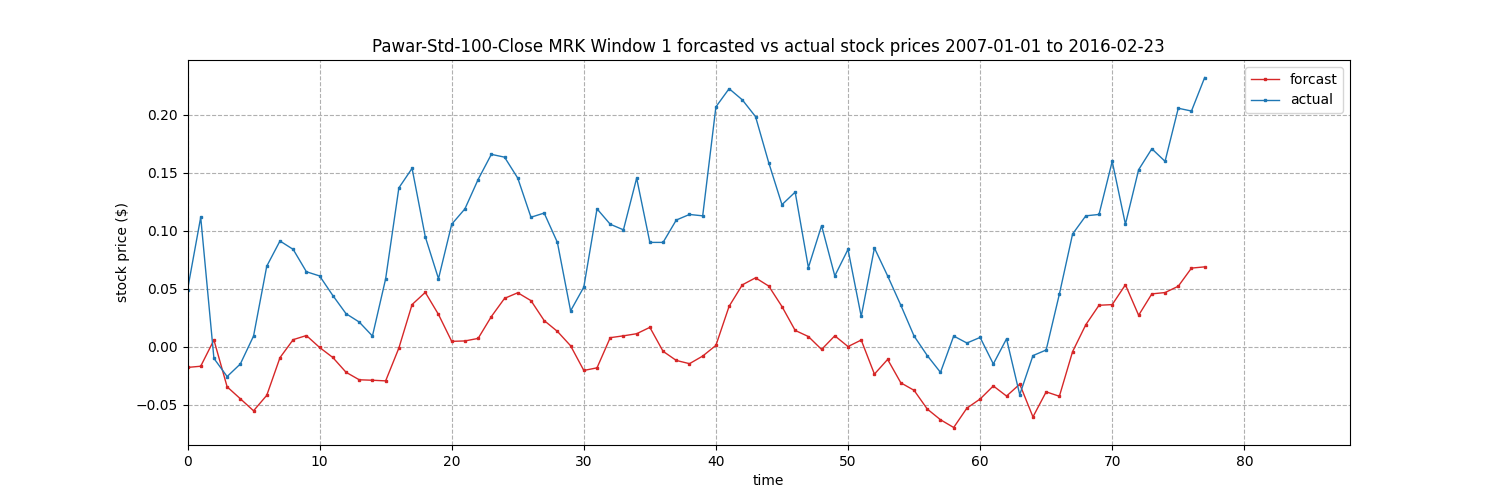 Pawar-Std-100-Close MRK Window 1 forcasted vs actual stock prices 2007-01-01 to 2016-02-23
forcast
actual
0.20
0.15
0.10
0.05
0.00
−0.05
stock price ($)
0 10 20 30 40 50 60 70 80
time